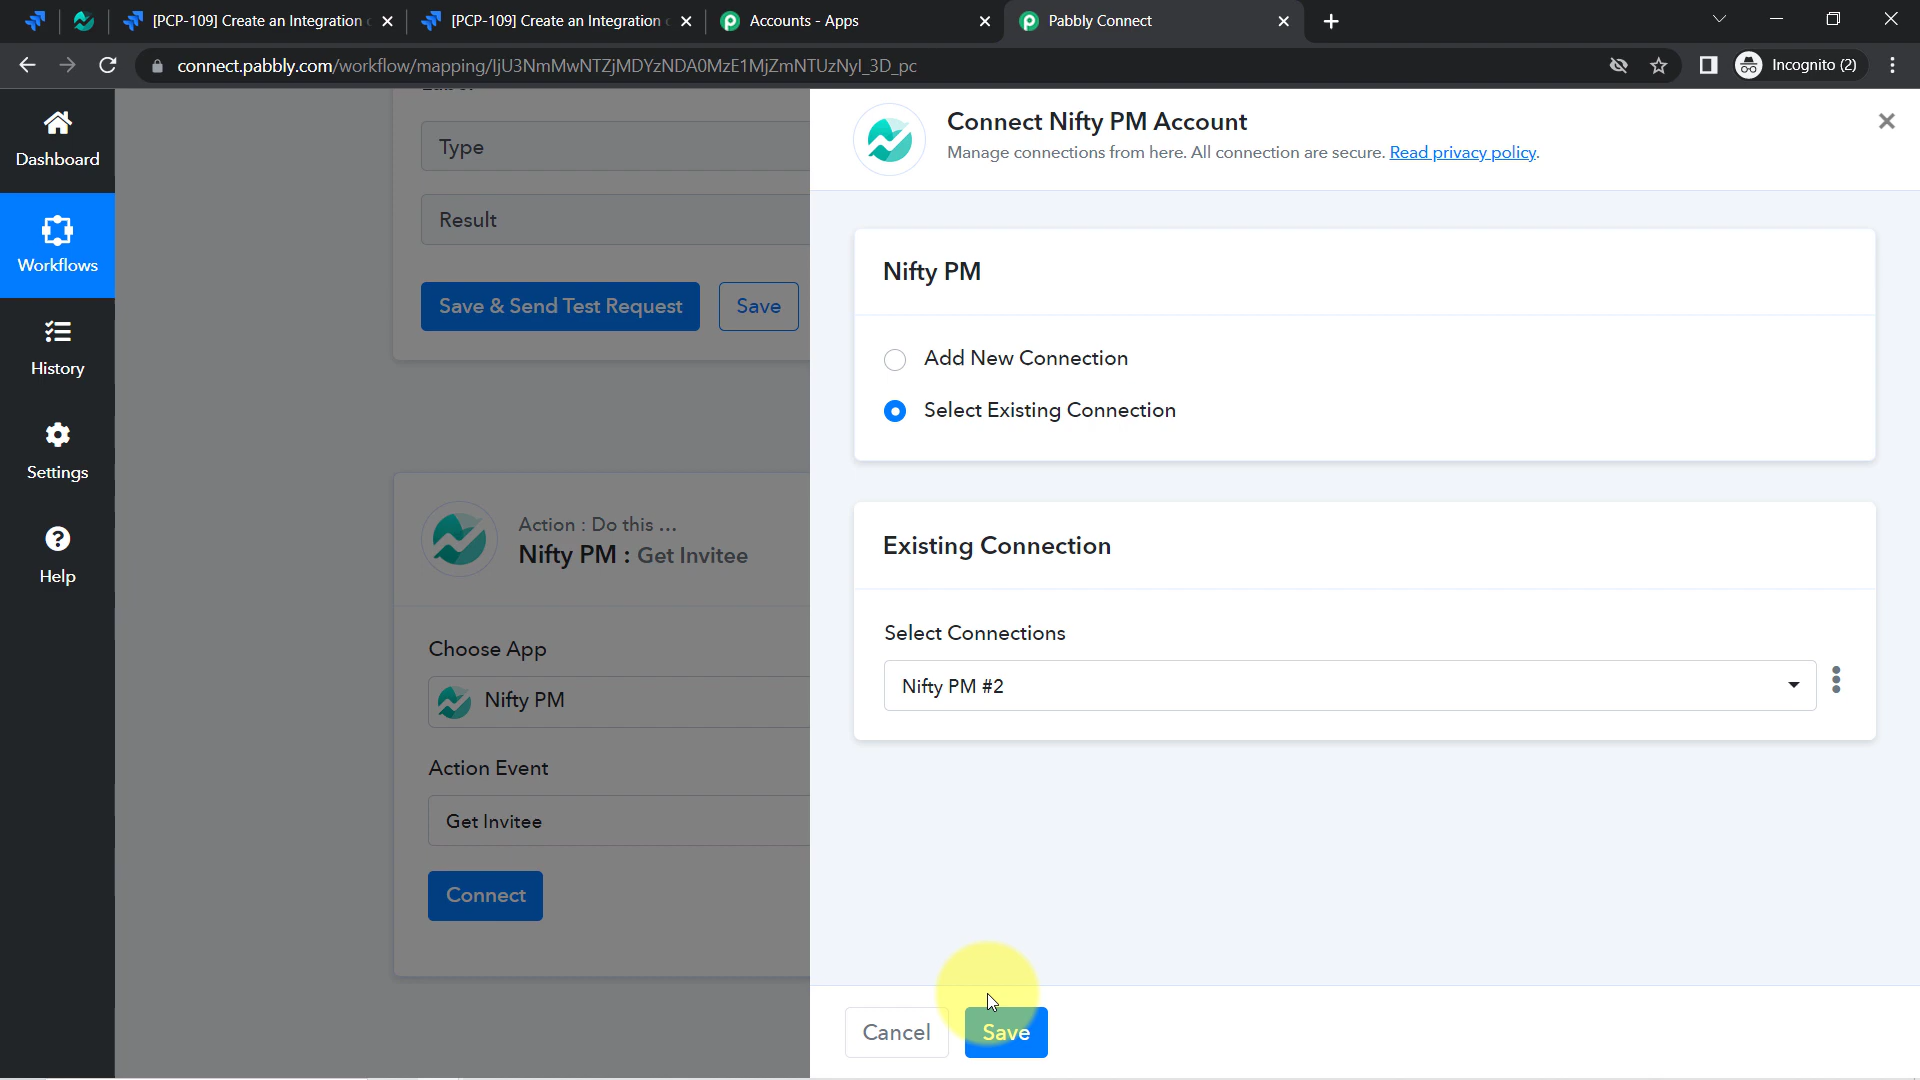 [PCP-109] Create an Integration
[PCP-109] Create an Integration
Accounts - Apps
Pabbly Connect
connect.pabbly.com/workflow/mapping/IjU3NmMwNTZjMDYzNDA0MzE1MjZmNTUzNyI_3D_pc
Incognito (2)
Dashboard
Workflows
History
Settings
Help
Type
Result
Save & Send Test Request
Save
Action : Do this ...
Nifty PM : Get Invitee
Choose App
Nifty PM
Action Event
Get Invitee
Connect
Connect Nifty PM Account
Manage connections from here. All connection are secure. Read privacy policy.
Nifty PM
Add New Connection
Select Existing Connection
Existing Connection
Select Connections
Nifty PM #2
Cancel
Save